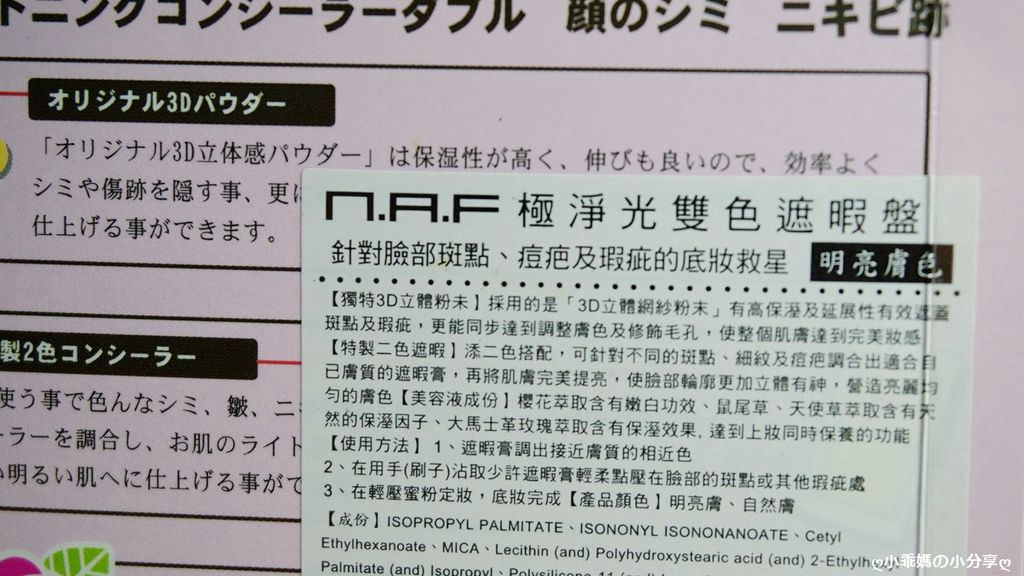 トニングコンシーラーダブル 顔のシミ ニキビ跡
オリジナル3Dパウダー
「オリジナル3D立体感パウダー」は保湿性が高く、伸びも良いので、効率よく
シミや傷跡を隠す事、更に
仕上げる事ができます。
製2色コンシーラー
使う事で色んなシミ、皺、ニキ
ーラーを調合し、お肌のライト
い明るい肌へに仕上げる事がで
n.A.F 極淨光雙色遮暇盤
針對臉部斑點、痘疤及瑕疵的底妝救星 明亮膚色
【獨特3D立體粉未】採用的是「3D立體網紗粉末」有高保溼及延展性有效遮蓋
斑點及瑕疵，更能同步達到調整膚色及修飾毛孔，使整個肌膚達到完美妝感
【特製二色遮暇】添二色搭配，可針對不同的斑點、細紋及痘疤調合出適合自
已膚質的遮暇膏，再將肌膚完美提亮，使臉部輪廓更加立體有神，營造亮麗均
勻的膚色【美容液成份】櫻花萃取含有嫩白功效、鼠尾草、天使草萃取含有天
然的保溼因子、大馬士革玫瑰萃取含有保溼效果，達到上妝同時保養的功能
【使用方法】1、遮暇膏調出接近膚質的相近色
2、在用手(刷子)沾取少許遮暇膏輕柔點壓在臉部的斑點或其他瑕疵處
3、在輕壓蜜粉定妝，底妝完成【產品顏色】明亮膚、自然膚
【成份】ISOPROPYL PALMITATE、ISONONYL ISONONANOATE、Cetyl
Ethylhexanoate、MICA、Lecithin (and) Polyhydroxystearic acid (and) 2-Ethylhexyl
Palmitate (and) Isopropyl、Polysilicone-11 (and)
ღ小乖媽の小分享ღ